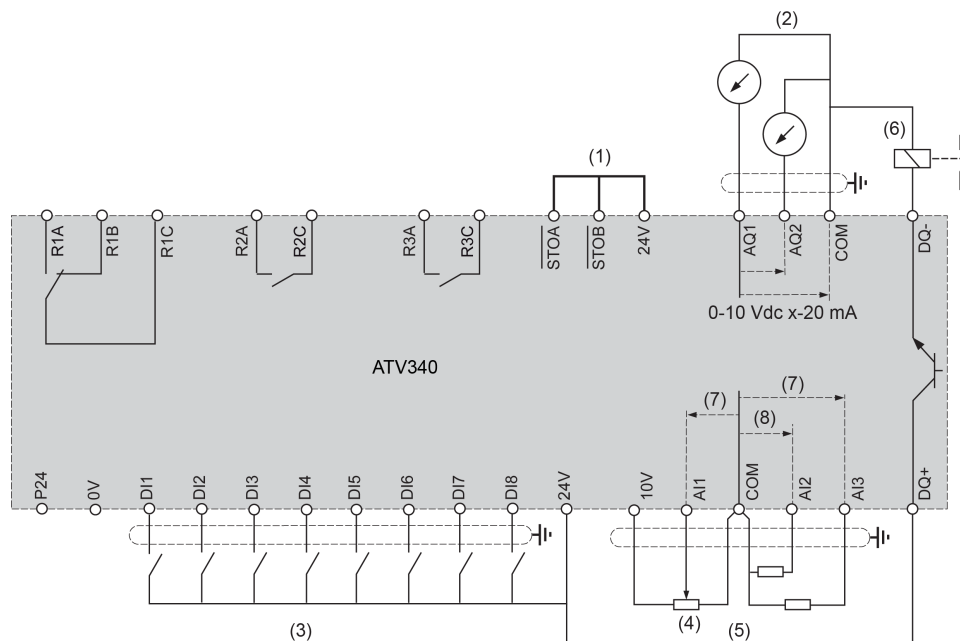 (2)
(6)
(1)
R1A
R1B
R1C
R2A
R2C
R3A
R3C
STOA
STOB
24V
AQ1
AQ2
COM
DQ-
0-10 Vdc x-20 mA
ATV340
(7)
(7)
(8)
P24
0V
DI1
DI2
DI3
DI4
DI5
DI6
DI7
DI8
24V
10V
AI1
COM
AI2
AI3
DQ+
(3)
(4)
(5)